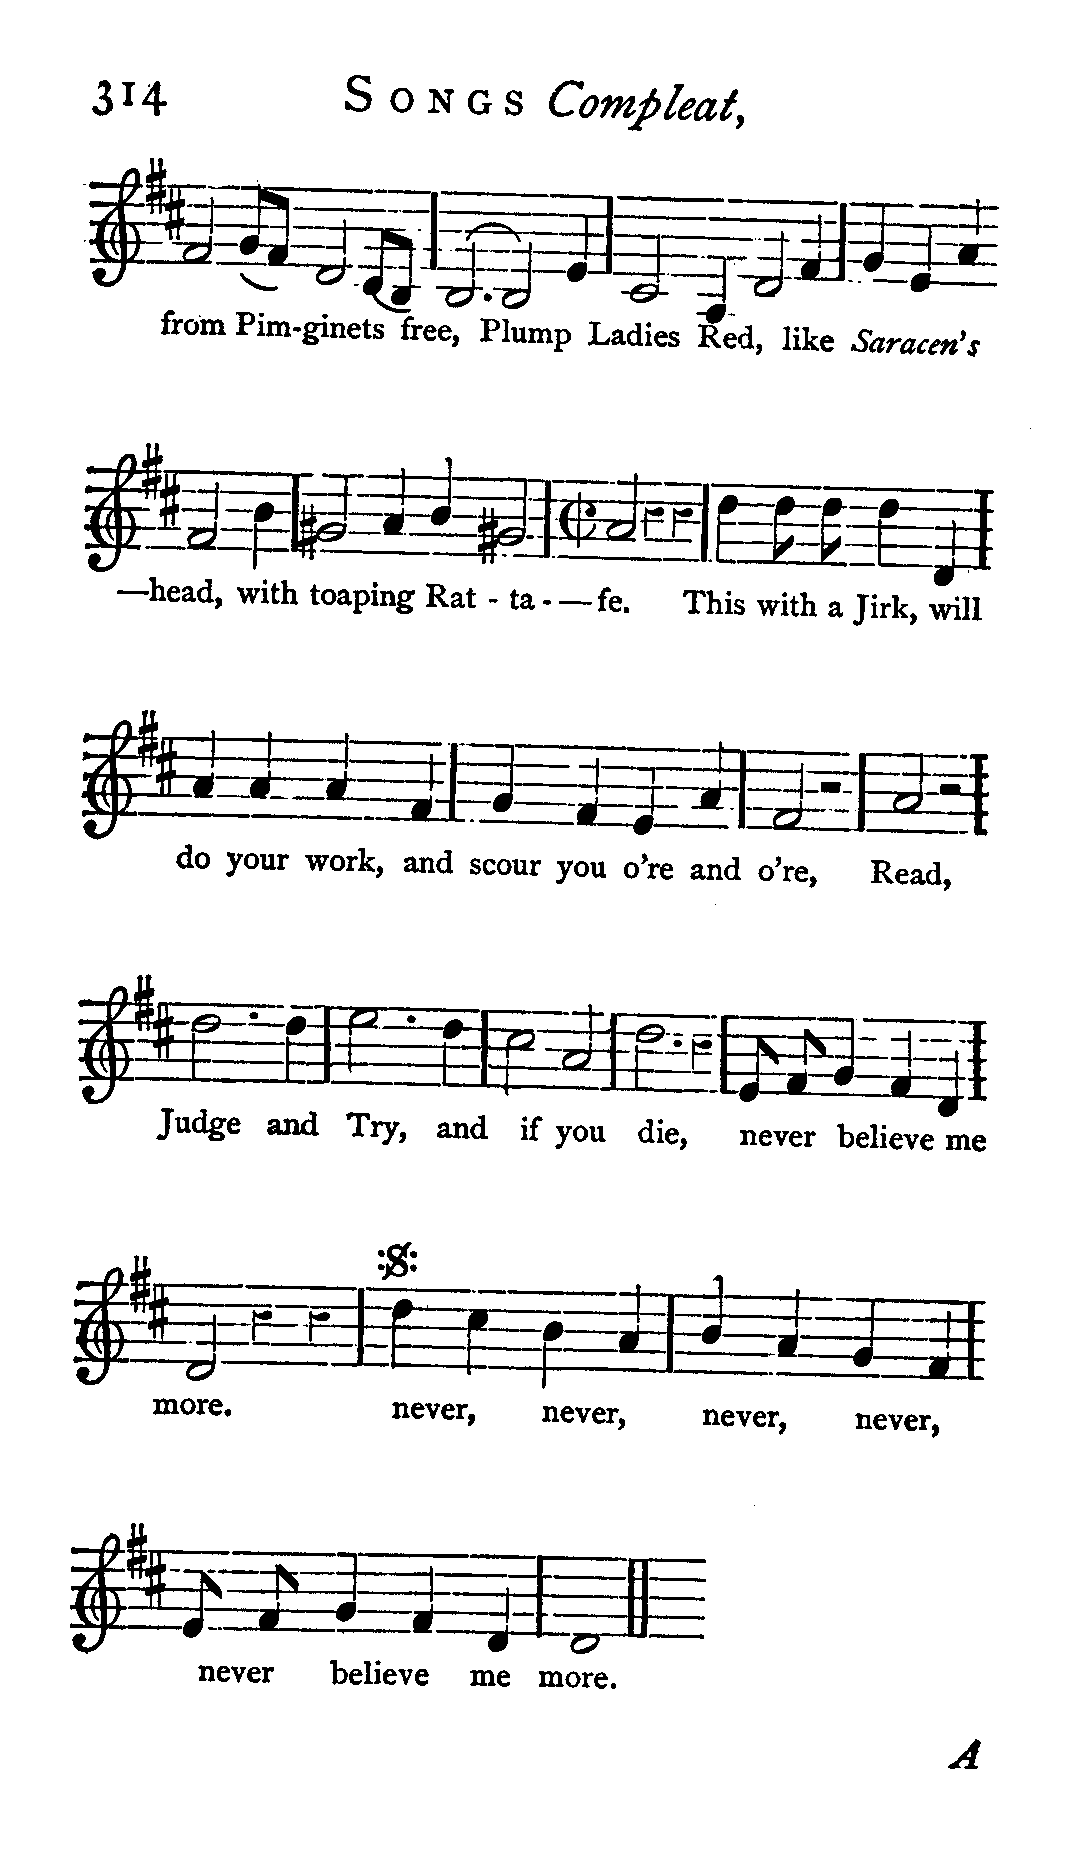 314 SONGS Compleat,
from Pim-ginets free, Plump Ladies Red, like Saracen's
—head, with toaping Rat - ta - — fe. This with a Jirk, will
do your work, and scour you o're and o're, Read,
Judge and Try, and if you die, never believe me
more. never, never, never, never,
never believe me more.
A